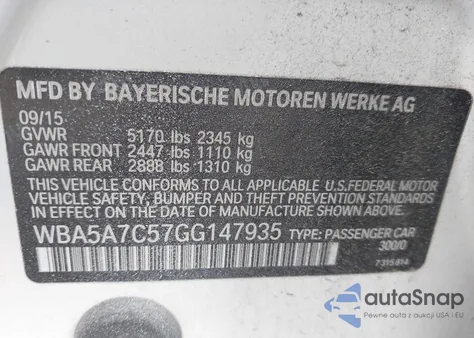 MFD BY BAYERISCHE MOTOREN WERKE AG
09/15
GVWR 5170 lbs 2345 kg
GAWR FRONT 2447 lbs 1110 kg
GAWR REAR 2888 lbs 1310 kg
THIS VEHICLE CONFORMS TO ALL APPLICABLE U.S.FEDERAL MOTOR
VEHICLE SAFETY, BUMPER AND THEFT PREVENTION STANDARDS IN
EFFECT ON THE DATE OF MANUFACTURE SHOWN ABOVE.
WBA5A7C57GG147935 TYPE: PASSENGER CAR
300/0
7 315 814
autoSnap
Pewne auta z aukcji USA i EU